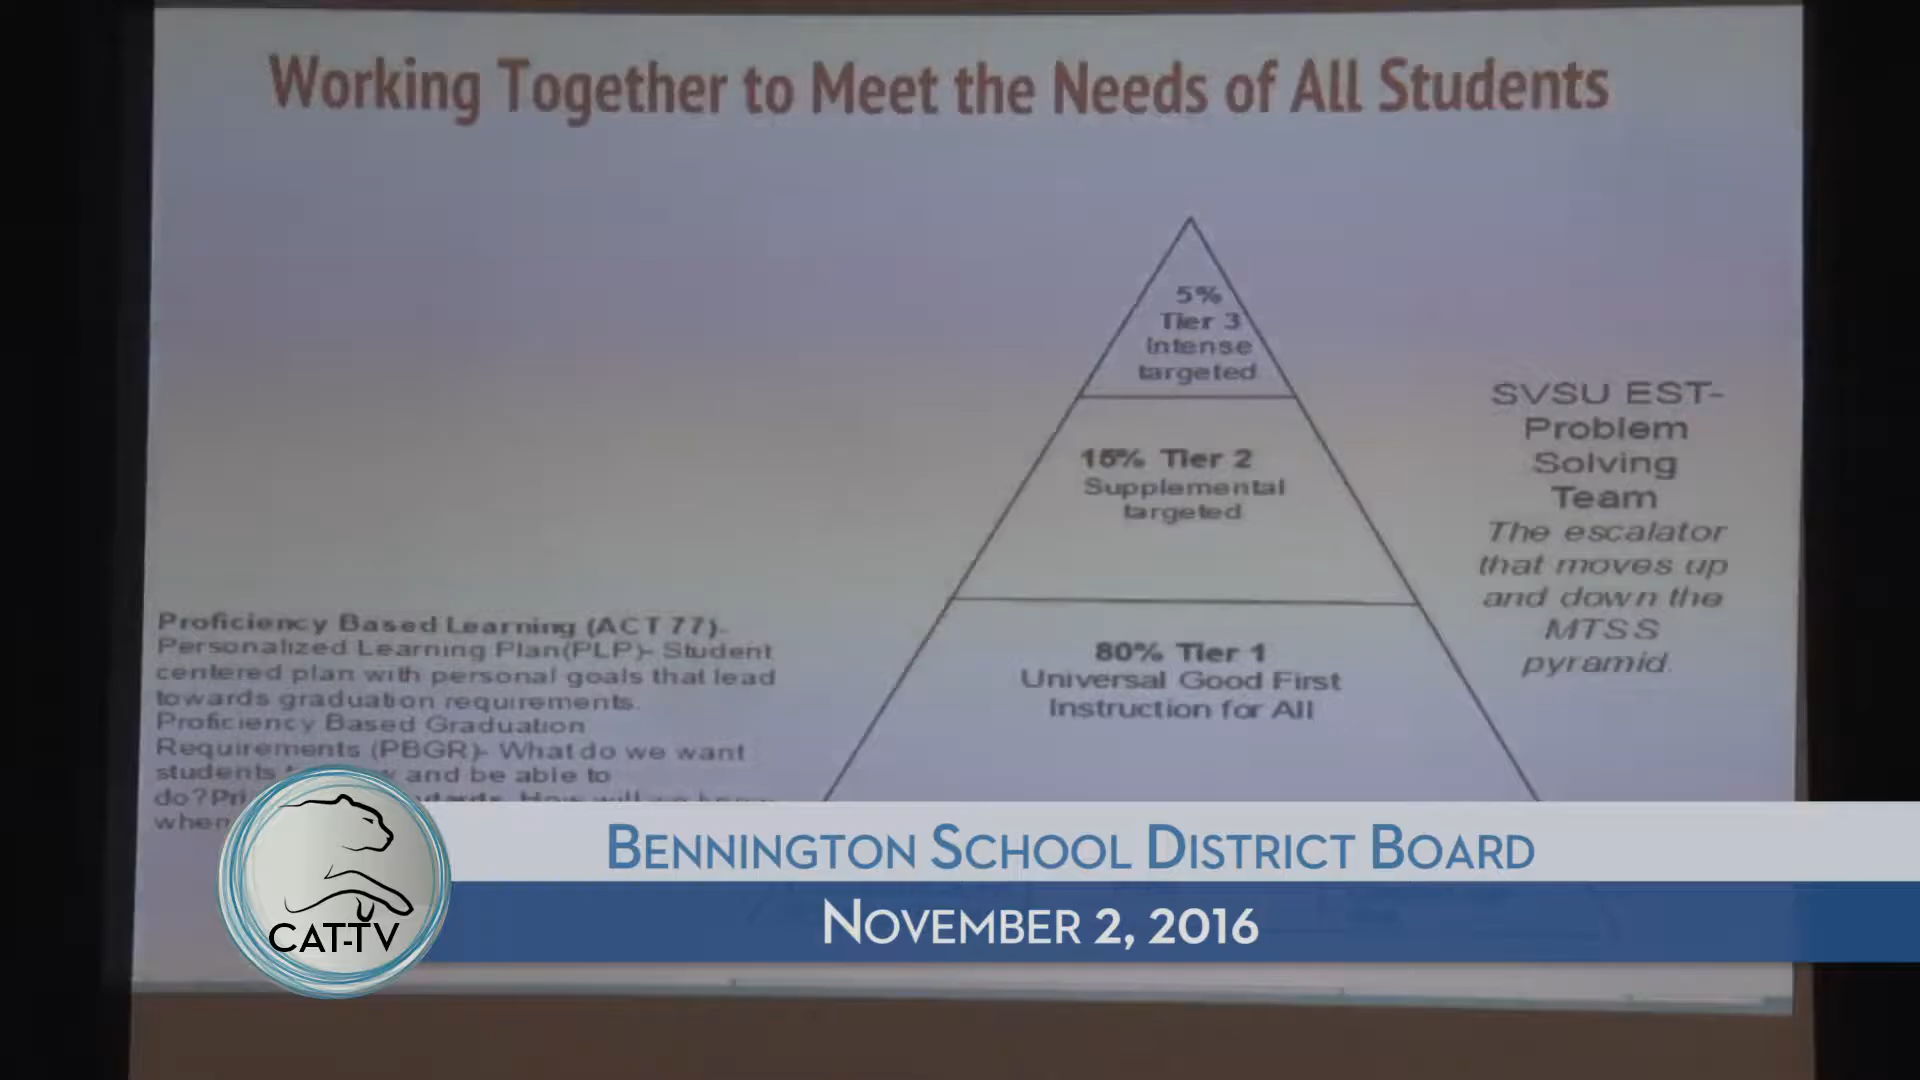 Working Together to Meet the Needs of All Students
5%
Tier 3
Intense
targeted
15% Tier 2
Supplemental
targeted
80% Tier 1
Universal Good First
Instruction for All
SVSU EST-
Problem
Solving
Team
The escalator
that moves up
and down the
MTSS
pyramid.
Proficiency Based Learning (ACT 77)-
Personalized Learning Plan(PLP)- Student
centered plan with personal goals that lead
towards graduation requirements.
Proficiency Based Graduation
Requirements (PBGR)- What do we want
students and be able to
do? How will we
when
CAT-TV
BENNINGTON SCHOOL DISTRICT BOARD
NOVEMBER 2, 2016